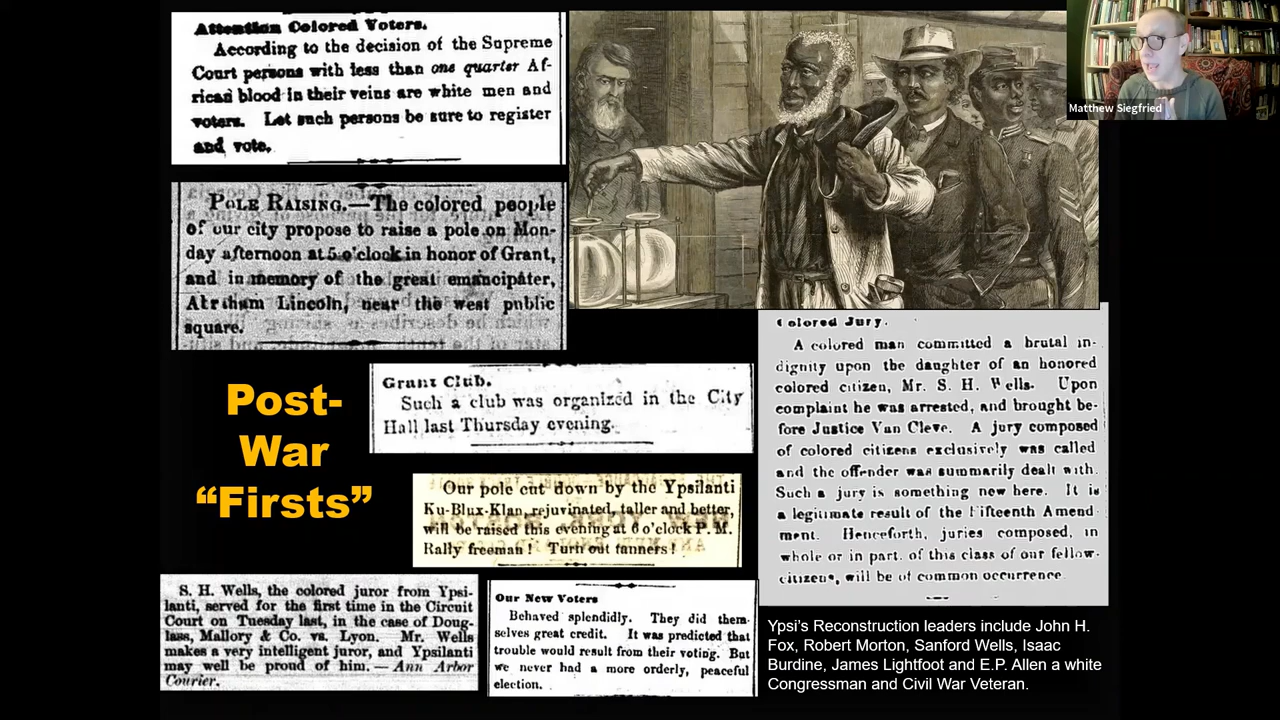 Attention Colored Voters.
According to the decision of the Supreme
Court persons with less than one quarter Af-
rican blood in their veins are white men and
voters. Let such persons be sure to register
and vote.
POLE RAISING.—The colored people
of our city propose to raise a pole on Mon-
day afternoon at 5 o'clock in honor of Grant,
and in memory of the great emancipater,
Abraham Lincoln, near the west public
square.
Matthew Siegfried
Post-
War
“Firsts”
Grant Club.
Such a club was organized in the City
Hall last Thursday evening.
Our pole cut down by the Ypsilanti
Ku-Blux-Klan, rejuvinated, taller and better,
will be raised this evening at 6 o'clock P. M.
Rally freeman! Turn out tanners!
S. H. Wells, the colored juror from Ypsi-
lanti, served for the first time in the Circuit
Court on Tuesday last, in the case of Doug-
lass, Mallory & Co. vs. Lyon. Mr. Wells
makes a very intelligent juror, and Ypsilanti
may well be proud of him.—Ann Arbor
Courier.
Our New Voters
Behaved splendidly. They did them-
selves great credit. It was predicted that
trouble would result from their voting. But
we never had a more orderly, peaceful
election.
Colored Jury.
A colored man committed a brutal in-
dignity upon the daughter of an honored
colored citizen, Mr. S. H. Wells. Upon
complaint he was arrested, and brought be-
fore Justice Van Cleve. A jury composed
of colored citizens exclusively was called
and the offender was summarily dealt with.
Such a jury is something new here. It is
a legitimate result of the Fifteenth Amend-
ment. Henceforth, juries composed, in
whole or in part, of this class of our fellow-
citizens, will be of common occurrence
Ypsi’s Reconstruction leaders include John H.
Fox, Robert Morton, Sanford Wells, Isaac
Burdine, James Lightfoot and E.P. Allen a white
Congressman and Civil War Veteran.